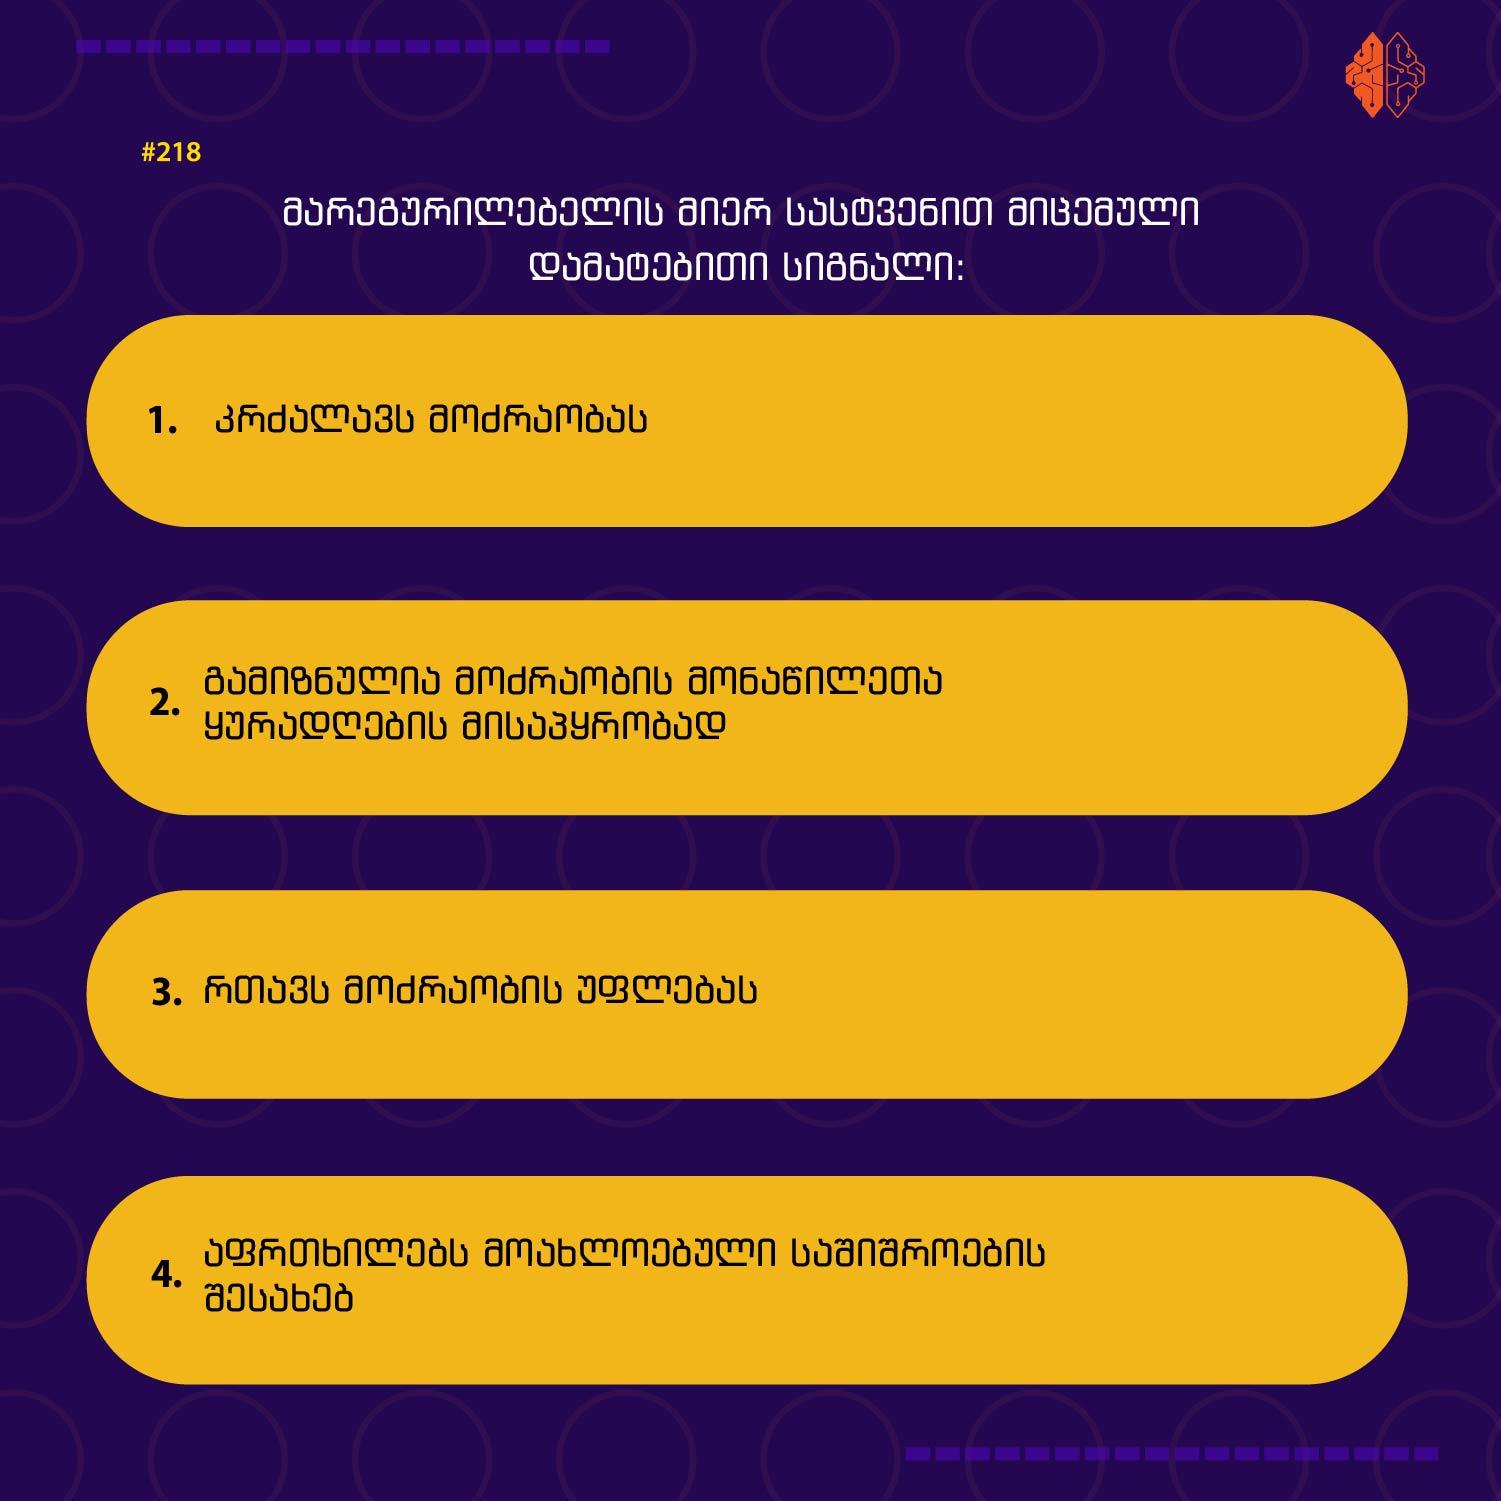 #218
მარეგურილებელის მიერ სასტვენით მიცემული
დამატებითი სიგნალი:
1. კრძალავს მოძრაობას
2. გამიზნულია მოძრაობის მონაწილეთა
ყურადღების მისაპყრობად
3. რთავს მოძრაობის უფლებას
4. აფრთხილებს მოახლოებული საშიშროების
შესახებ